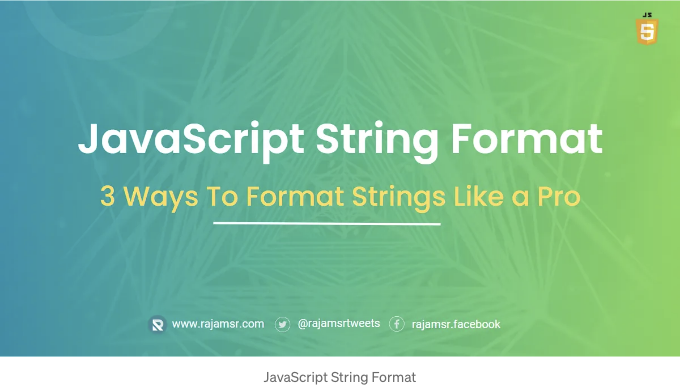 JS
JavaScript String Format
3 Ways To Format Strings Like a Pro
www.rajamsr.com @rajamsrtweets rajamsr.facebook
JavaScript String Format